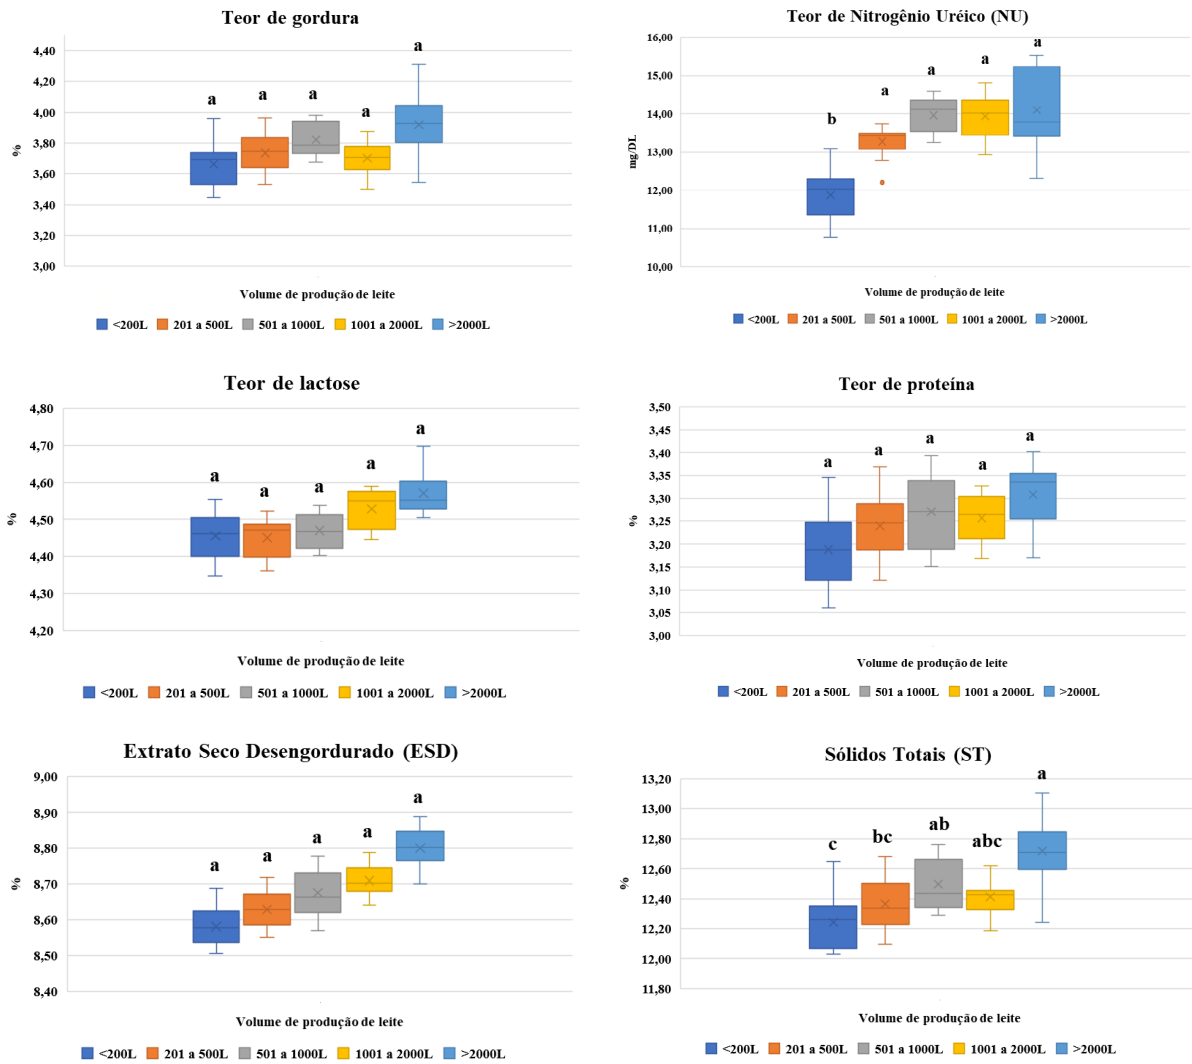 Teor de gordura
a a a a a
4,40
4,20
4,00
3,80
3,60
3,40
3,20
3,00
%
Volume de produção de leite
<200L 201 a 500L 501 a 1000L 1001 a 2000L >2000L
Teor de Nitrogênio Uréico (NU)
b a a a a
16,00
15,00
14,00
13,00
12,00
11,00
10,00
mg/DL
Volume de produção de leite
<200L 201 a 500L 501 a 1000L 1001 a 2000L >2000L
Teor de lactose
a a a a a
4,80
4,70
4,60
4,50
4,40
4,30
4,20
%
Volume de produção de leite
<200L 201 a 500L 501 a 1000L 1001 a 2000L >2000L
Teor de proteína
a a a a a
3,50
3,45
3,40
3,35
3,30
3,25
3,20
3,15
3,10
3,05
3,00
%
Volume de produção de leite
<200L 201 a 500L 501 a 1000L 1001 a 2000L >2000L
Extrato Seco Desengordurado (ESD)
a a a a a
9,00
8,90
8,80
8,70
8,60
8,50
8,40
%
Volume de produção de leite
<200L 201 a 500L 501 a 1000L 1001 a 2000L >2000L
Sólidos Totais (ST)
c bc ab abc a
13,20
13,00
12,80
12,60
12,40
12,20
12,00
11,80
%
Volume de produção de leite
<200L 201 a 500L 501 a 1000L 1001 a 2000L >2000L